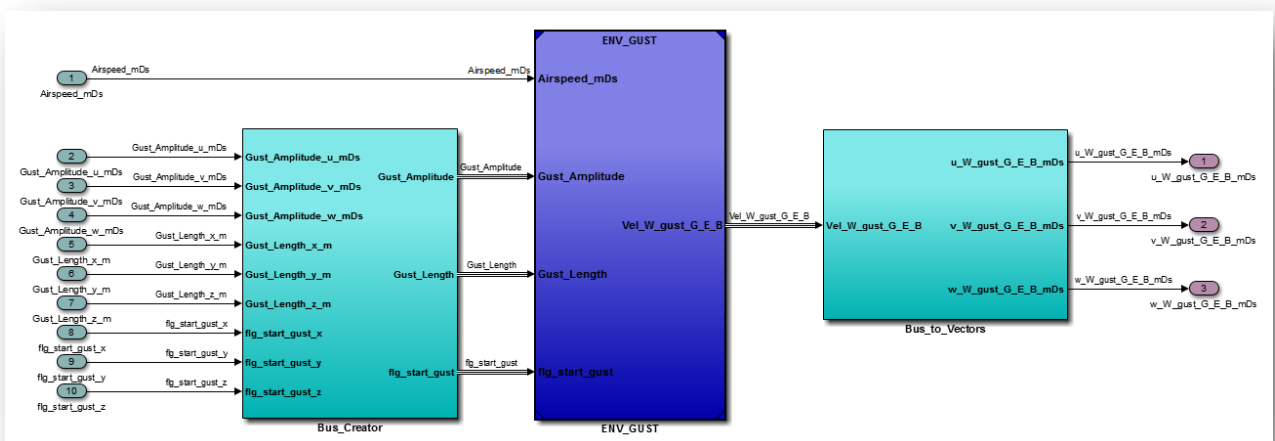 ENV_GUST
Airspeed_mDs
1
Airspeed_mDs
Airspeed_mDs
Airspeed_mDs
2
Gust_Amplitude_u_mDs
Gust_Amplitude_u_mDs
Gust_Amplitude_u_mDs
3
Gust_Amplitude_v_mDs
Gust_Amplitude_v_mDs
Gust_Amplitude_v_mDs
4
Gust_Amplitude_w_mDs
Gust_Amplitude_w_mDs
Gust_Amplitude_w_mDs
5
Gust_Length_x_m
Gust_Length_x_m
Gust_Length_x_m
6
Gust_Length_y_m
Gust_Length_y_m
Gust_Length_y_m
7
Gust_Length_z_m
Gust_Length_z_m
Gust_Length_z_m
8
flg_start_gust_x
flg_start_gust_x
flg_start_gust_x
9
flg_start_gust_y
flg_start_gust_y
flg_start_gust_y
10
flg_start_gust_z
flg_start_gust_z
flg_start_gust_z
Gust_Amplitude
Gust_Amplitude
Gust_Amplitude
Gust_Length
Gust_Length
Gust_Length
flg_start_gust
flg_start_gust
flg_start_gust
Bus_Creator
Vel_W_gust_G_E_B
Vel_W_gust_G_E_B
Vel_W_gust_G_E_B
ENV_GUST
u_W_gust_G_E_B_mDs
u_W_gust_G_E_B_mDs
1
u_W_gust_G_E_B_mDs
v_W_gust_G_E_B_mDs
v_W_gust_G_E_B_mDs
2
v_W_gust_G_E_B_mDs
w_W_gust_G_E_B_mDs
w_W_gust_G_E_B_mDs
3
w_W_gust_G_E_B_mDs
Bus_to_Vectors